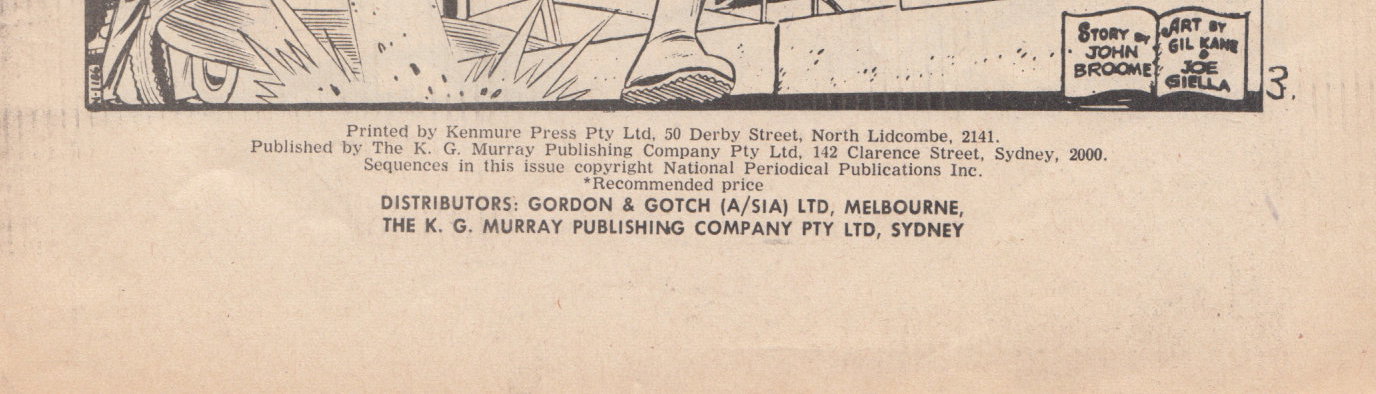 STORY BY
JOHN
BROOME
ART BY
GIL KANE
&
JOE
GIELLA
3.
Printed by Kenmure Press Pty Ltd, 50 Derby Street, North Lidcombe, 2141.
Published by The K. G. Murray Publishing Company Pty Ltd, 142 Clarence Street, Sydney, 2000.
Sequences in this issue copyright National Periodical Publications Inc.
*Recommended price
DISTRIBUTORS: GORDON & GOTCH (A/SIA) LTD, MELBOURNE,
THE K. G. MURRAY PUBLISHING COMPANY PTY LTD, SYDNEY